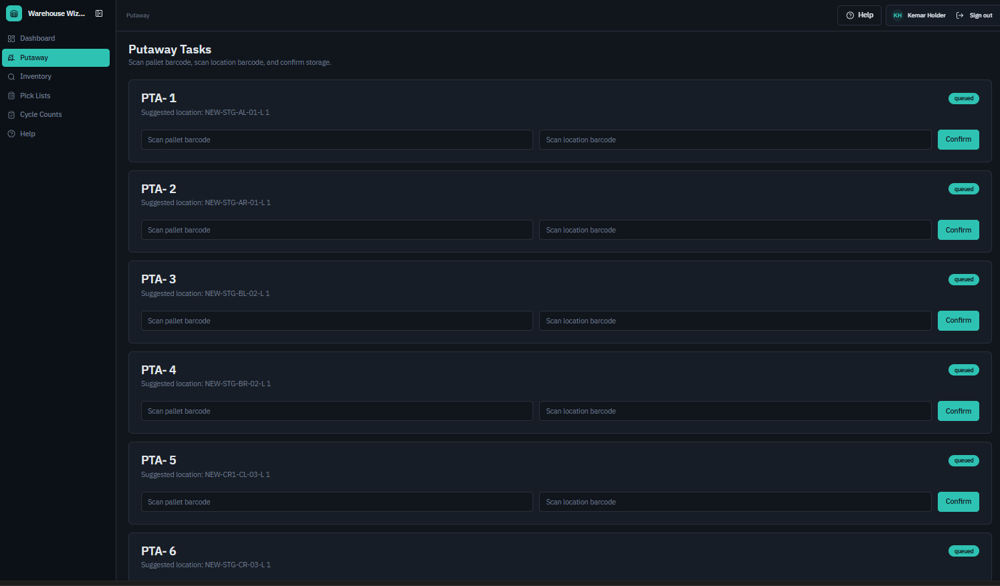 Warehouse Wiz...
Dashboard
Putaway
Inventory
Pick Lists
Cycle Counts
Help
Putaway
Help
KH
Kemar Holder
Sign out
Putaway Tasks
Scan pallet barcode, scan location barcode, and confirm storage.
PTA- 1
queued
Suggested location: NEW-STG-AL-01-L 1
Scan pallet barcode
Scan location barcode
Confirm
PTA- 2
queued
Suggested location: NEW-STG-AR-01-L 1
Scan pallet barcode
Scan location barcode
Confirm
PTA- 3
queued
Suggested location: NEW-STG-BL-02-L 1
Scan pallet barcode
Scan location barcode
Confirm
PTA- 4
queued
Suggested location: NEW-STG-BR-02-L 1
Scan pallet barcode
Scan location barcode
Confirm
PTA- 5
queued
Suggested location: NEW-CR1-CL-03-L 1
Scan pallet barcode
Scan location barcode
Confirm
PTA- 6
queued
Suggested location: NEW-STG-CR-03-L 1